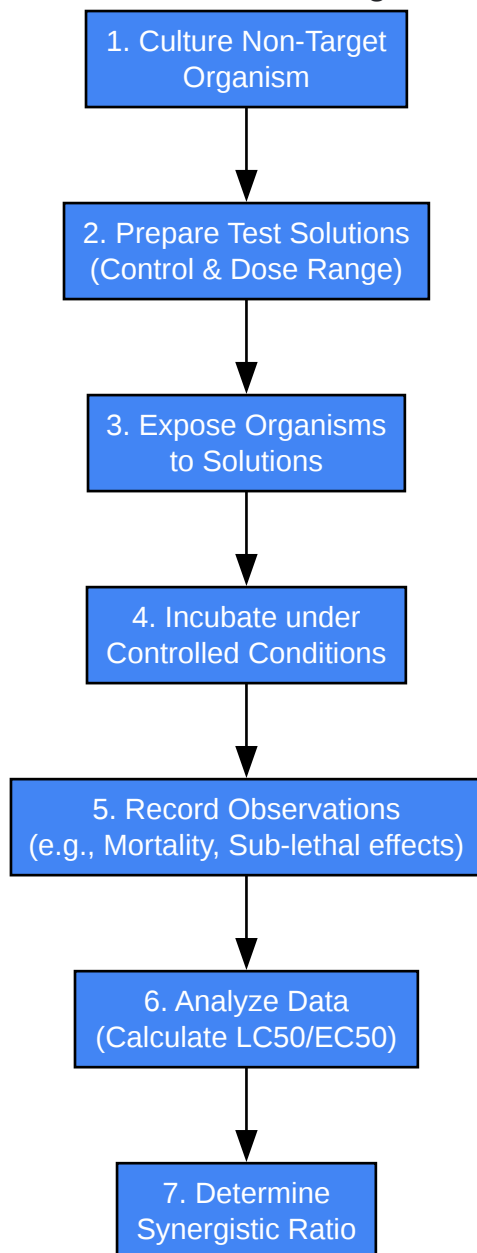 1. Culture Non-Target
Organism
2. Prepare Test Solutions
(Control & Dose Range)
3. Expose Organisms
to Solutions
4. Incubate under
Controlled Conditions
5. Record Observations
(e.g., Mortality, Sub-lethal effects)
6. Analyze Data
(Calculate LC50/EC50)
7. Determine
Synergistic Ratio